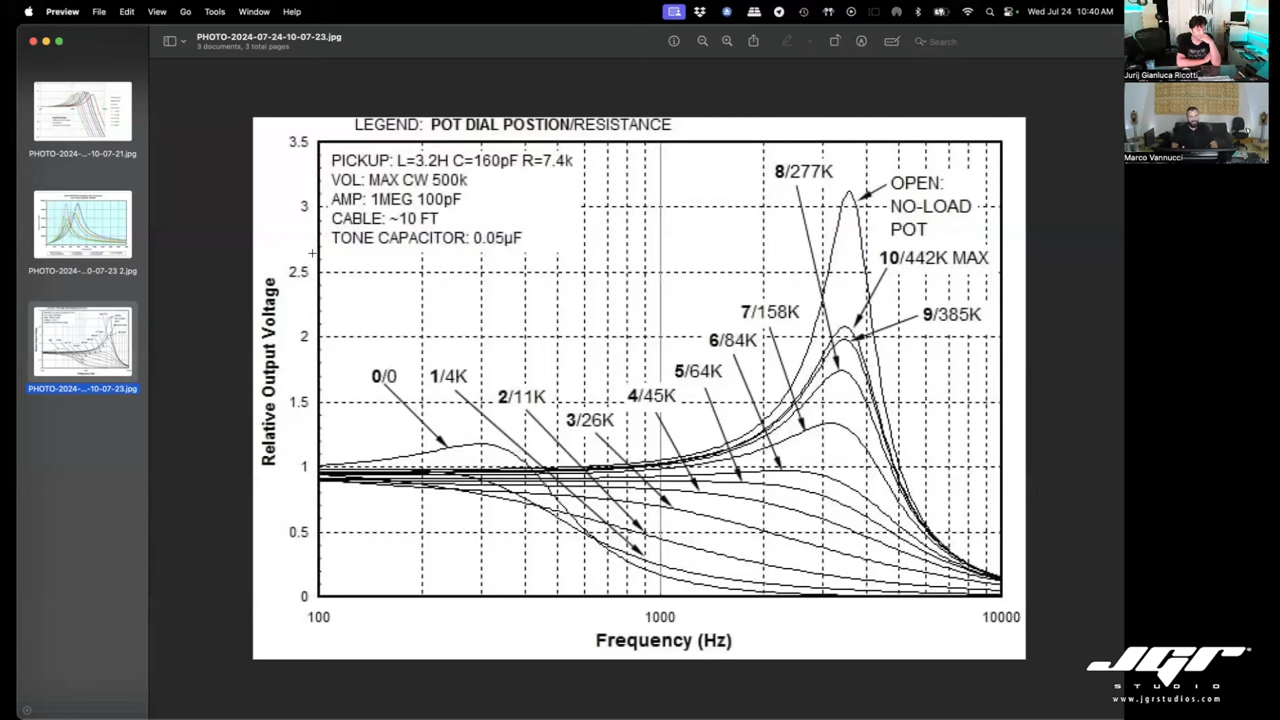 Preview File Edit View Go Tools Window Help
Wed Jul 24 10:40 AM
PHOTO-2024-07-24-10-07-23.jpg
3 documents, 3 total pages
Search
Jurij Gianluca Ricotti
Marco Vannucci
PHOTO-2024-...-10-07-21.jpg
PHOTO-2024-...0-07-23 2.jpg
PHOTO-2024-...-10-07-23.jpg
LEGEND: POT DIAL POSTION/RESISTANCE
PICKUP: L=3.2H C=160pF R=7.4k
VOL: MAX CW 500k
AMP: 1MEG 100pF
CABLE: ~10 FT
TONE CAPACITOR: 0.05µF
8/277K
OPEN:
NO-LOAD
POT
10/442K MAX
9/385K
7/158K
6/84K
5/64K
4/45K
3/26K
2/11K
1/4K
0/0
Relative Output Voltage
3.5
3
2.5
2
1.5
1
0.5
0
100 1000 10000
Frequency (Hz)
JGR
STUDIO
www.jgrstudios.com